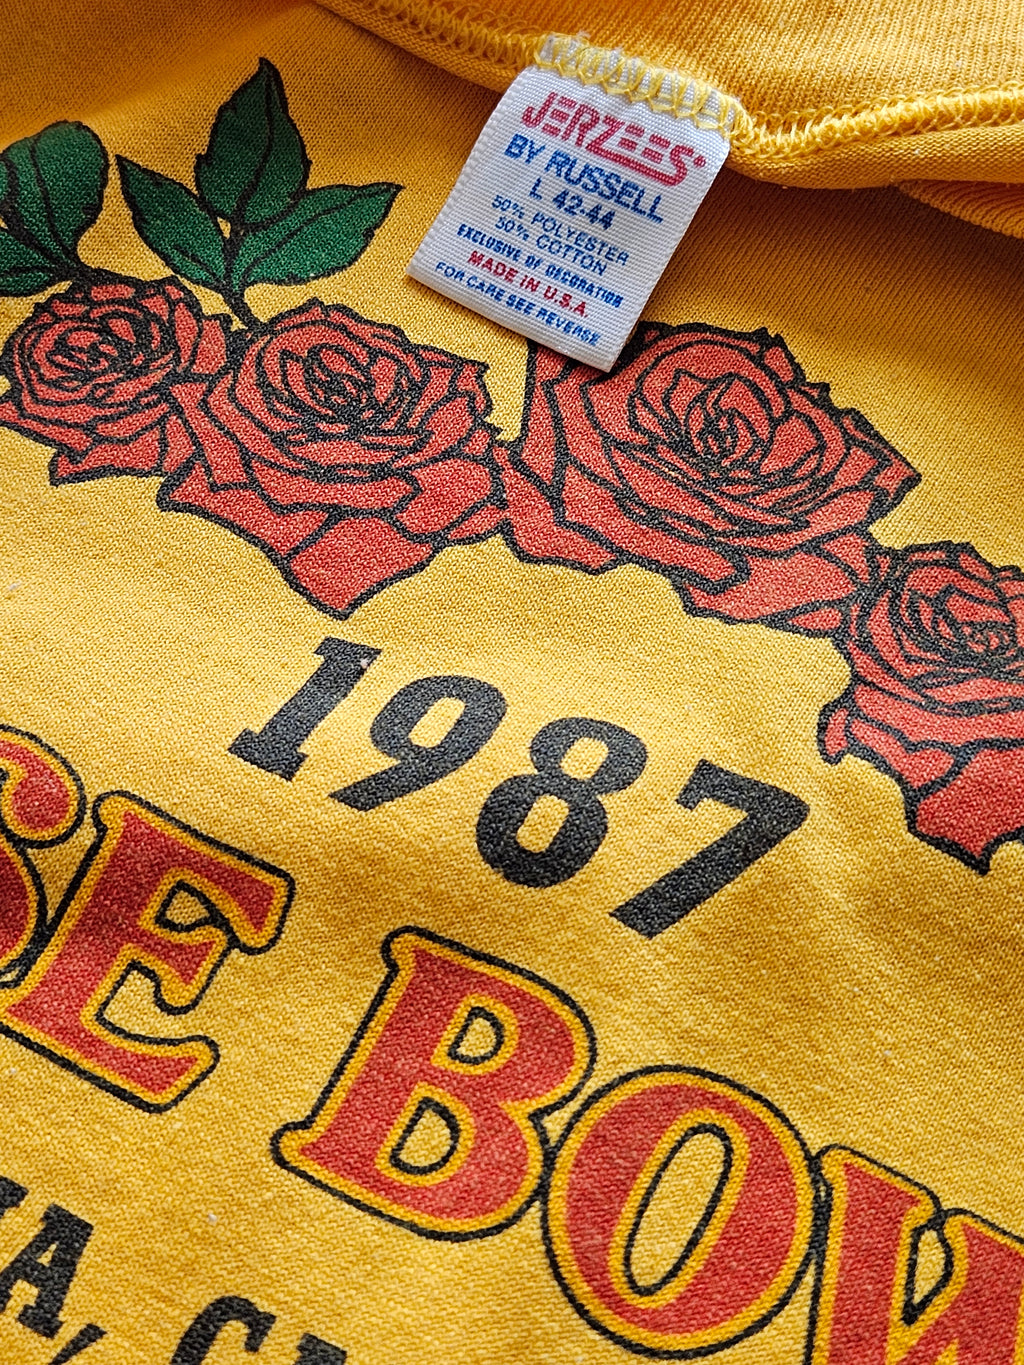 JERZEES
BY RUSSELL
L 42-44
50% POLYESTER
50% COTTON
EXCLUSIVE OF DECORATION
MADE IN U.S.A
FOR CARE SEE REVERSE
1987
SE BOW
A, C